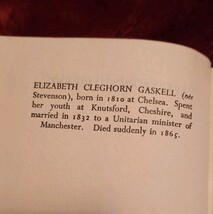 ELIZABETH CLEGHORN GASKELL (née
Stevenson), born in 1810 at Chelsea. Spent
her youth at Knutsford, Cheshire, and
married in 1832 to a Unitarian minister of
Manchester. Died suddenly in 1865.